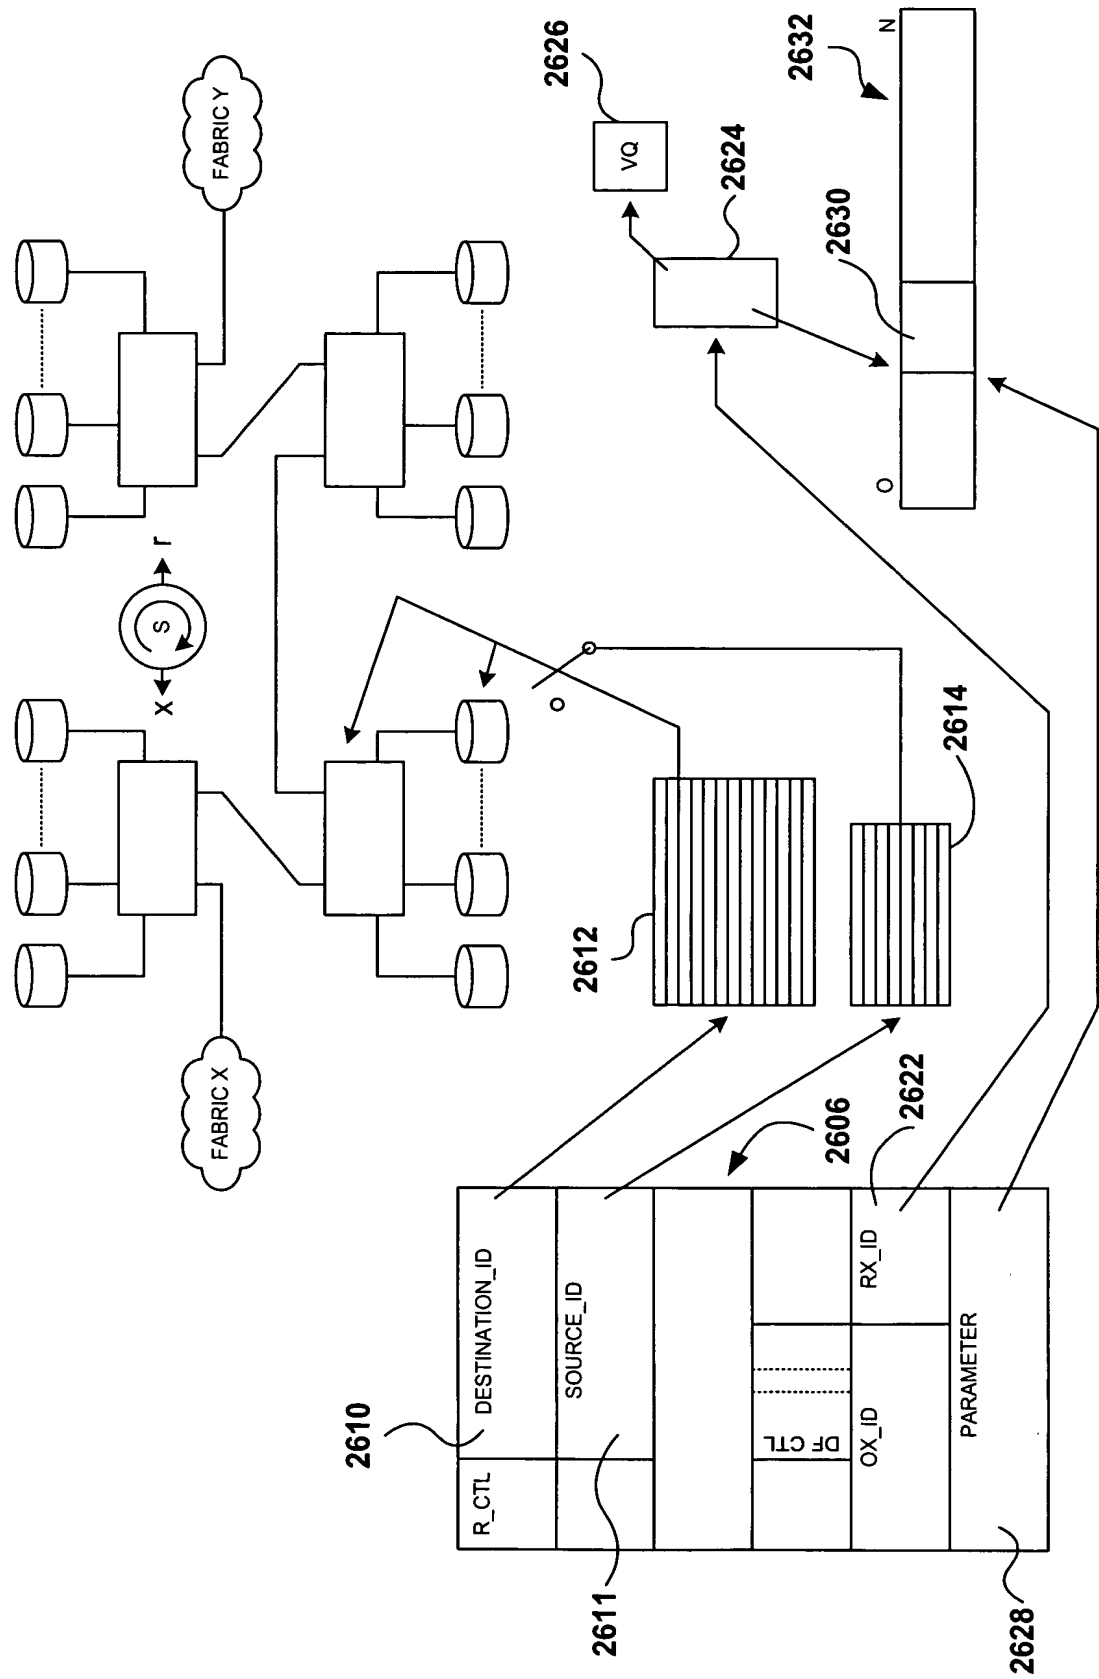 FABRIC X
FABRIC Y
X
S
r
2610
R_CTL
DESTINATION_ID
SOURCE_ID
2611
DF CTL
OX_ID
RX_ID
2622
PARAMETER
2628
2606
2612
2614
VQ
2626
2624
2630
2632
O
N